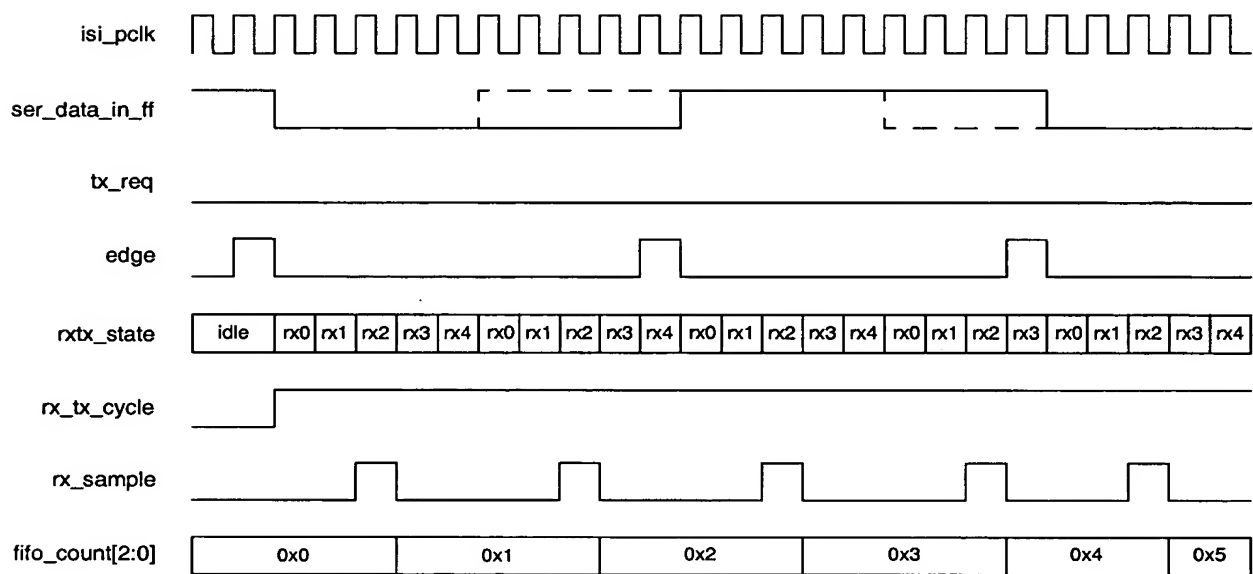 isi_pclk
ser_data_in_ff
tx_req
edge
rxtx_state idle rx0 rx1 rx2 rx3 rx4 rx0 rx1 rx2 rx3 rx4 rx0 rx1 rx2 rx3 rx4 rx0 rx1 rx2 rx3 rx0 rx1 rx2 rx3 rx4
rx_tx_cycle
rx_sample
fifo_count[2:0] 0x0 0x1 0x2 0x3 0x4 0x5